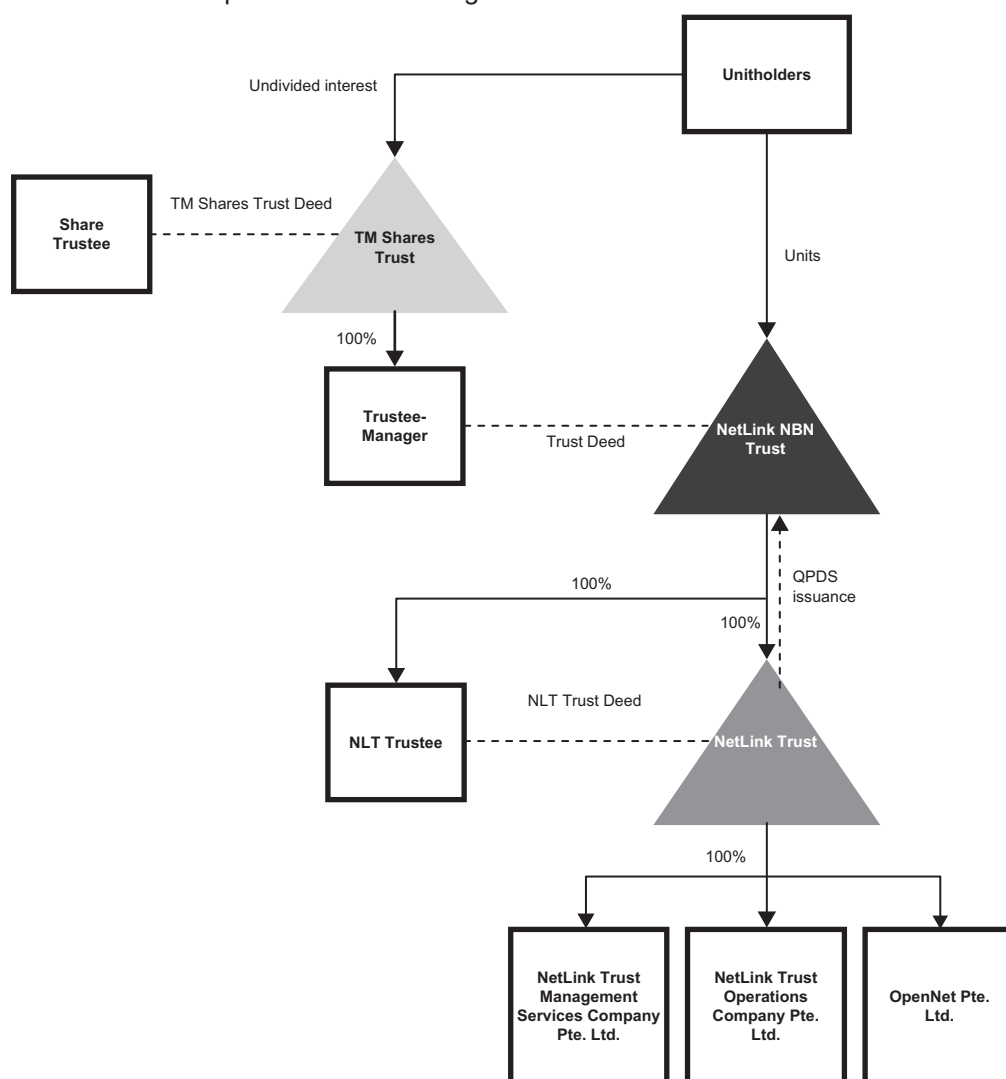 Unitholders
Undivided interest
TM Shares Trust Deed
Share
Trustee
TM Shares
Trust
Units
100%
Trustee-
Manager
Trust Deed
NetLink NBN
Trust
100%
QPDS
issuance
100%
NLT Trust Deed
NLT Trustee
NetLink Trust
100%
NetLink Trust
Management
Services Company
Pte. Ltd.
NetLink Trust
Operations
Company Pte.
Ltd.
OpenNet Pte.
Ltd.